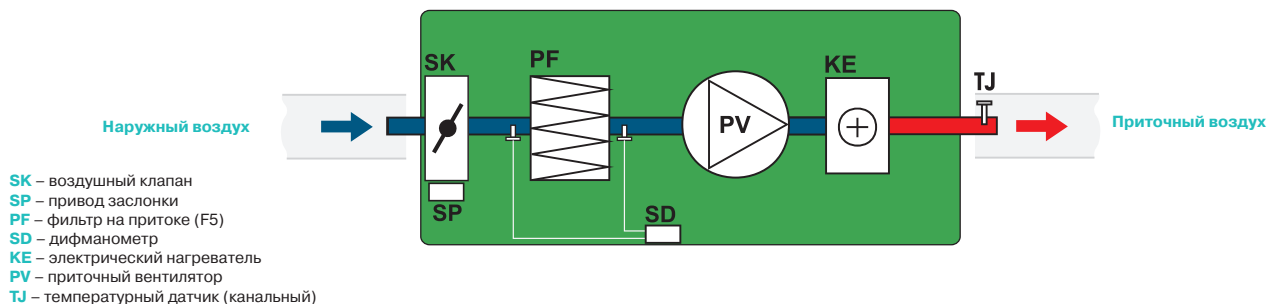 SK
PF
KE
TJ
PV
Наружный воздух
Приточный воздух
SP
SD
SK – воздушный клапан
SP – привод заслонки
PF – фильтр на притоке (F5)
SD – дифманометр
KE – электрический нагреватель
PV – приточный вентилятор
TJ – температурный датчик (канальный)